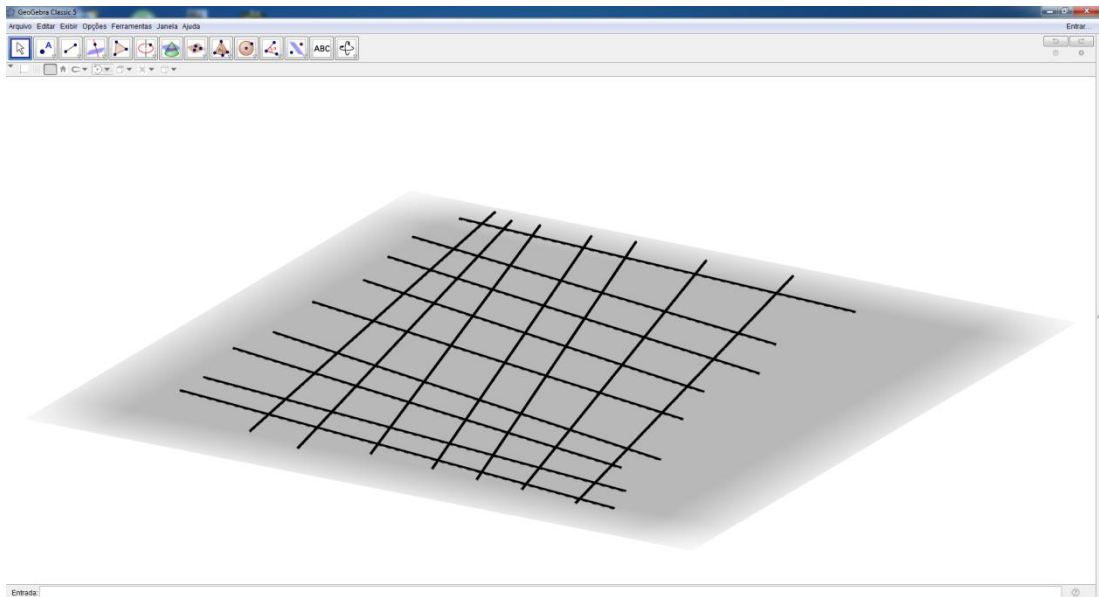 GeoGebra Classic 5
Arquivo Editar Exibir Opções Ferramentas Janela Ajuda
Entrar...
A
ABC
Entrada: